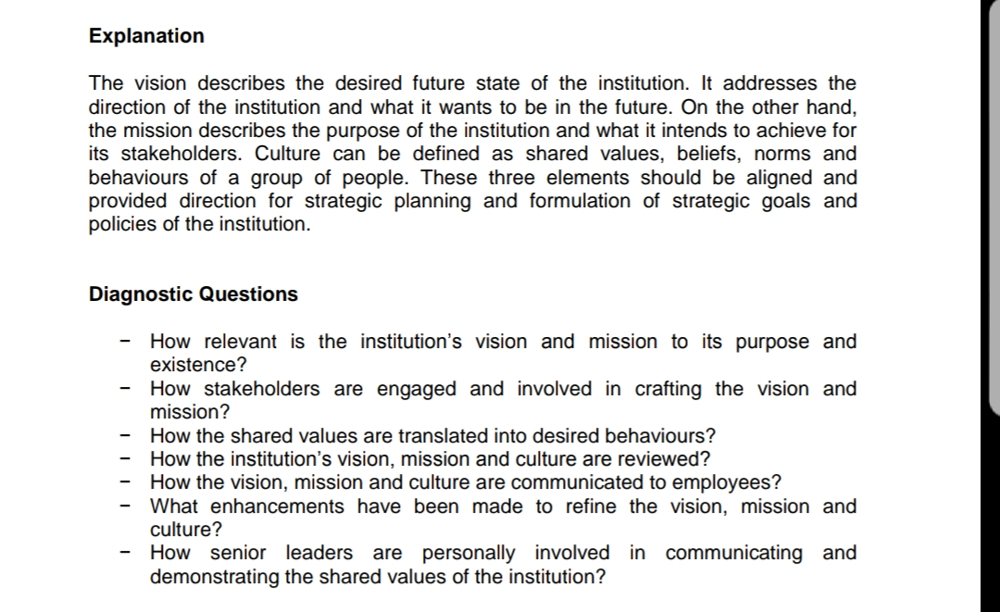 Explanation
The vision describes the desired future state of the institution. It addresses the
direction of the institution and what it wants to be in the future. On the other hand,
the mission describes the purpose of the institution and what it intends to achieve for
its stakeholders. Culture can be defined as shared values, beliefs, norms and
behaviours of a group of people. These three elements should be aligned and
provided direction for strategic planning and formulation of strategic goals and
policies of the institution.
Diagnostic Questions
- How relevant is the institution's vision and mission to its purpose and
existence?
- How stakeholders are engaged and involved in crafting the vision and
mission?
- How the shared values are translated into desired behaviours?
- How the institution's vision, mission and culture are reviewed?
- How the vision, mission and culture are communicated to employees?
- What enhancements have been made to refine the vision, mission and
culture?
- How senior leaders are personally involved in communicating and
demonstrating the shared values of the institution?